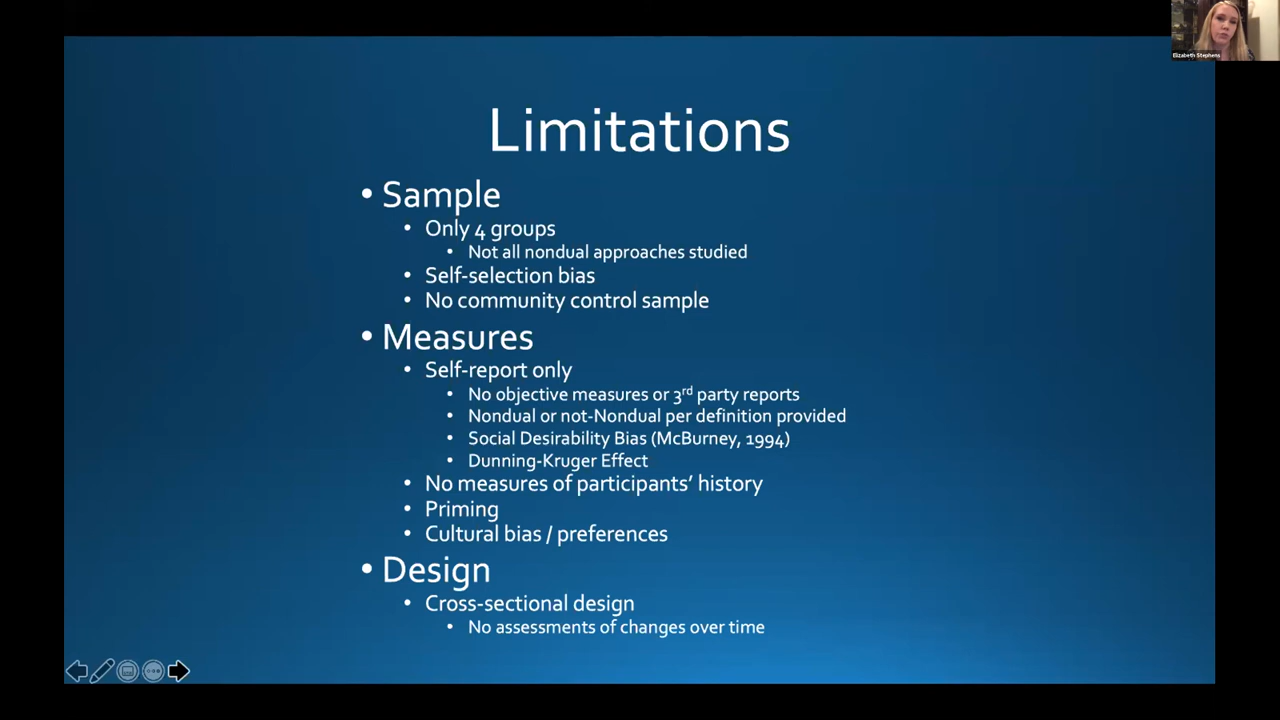 Elizabeth Stephens
Limitations
• Sample
• Only 4 groups
• Not all nondual approaches studied
• Self-selection bias
• No community control sample
• Measures
• Self-report only
• No objective measures or 3rd party reports
• Nondual or not-Nondual per definition provided
• Social Desirability Bias (McBurney, 1994)
• Dunning-Kruger Effect
• No measures of participants’ history
• Priming
• Cultural bias / preferences
• Design
• Cross-sectional design
• No assessments of changes over time